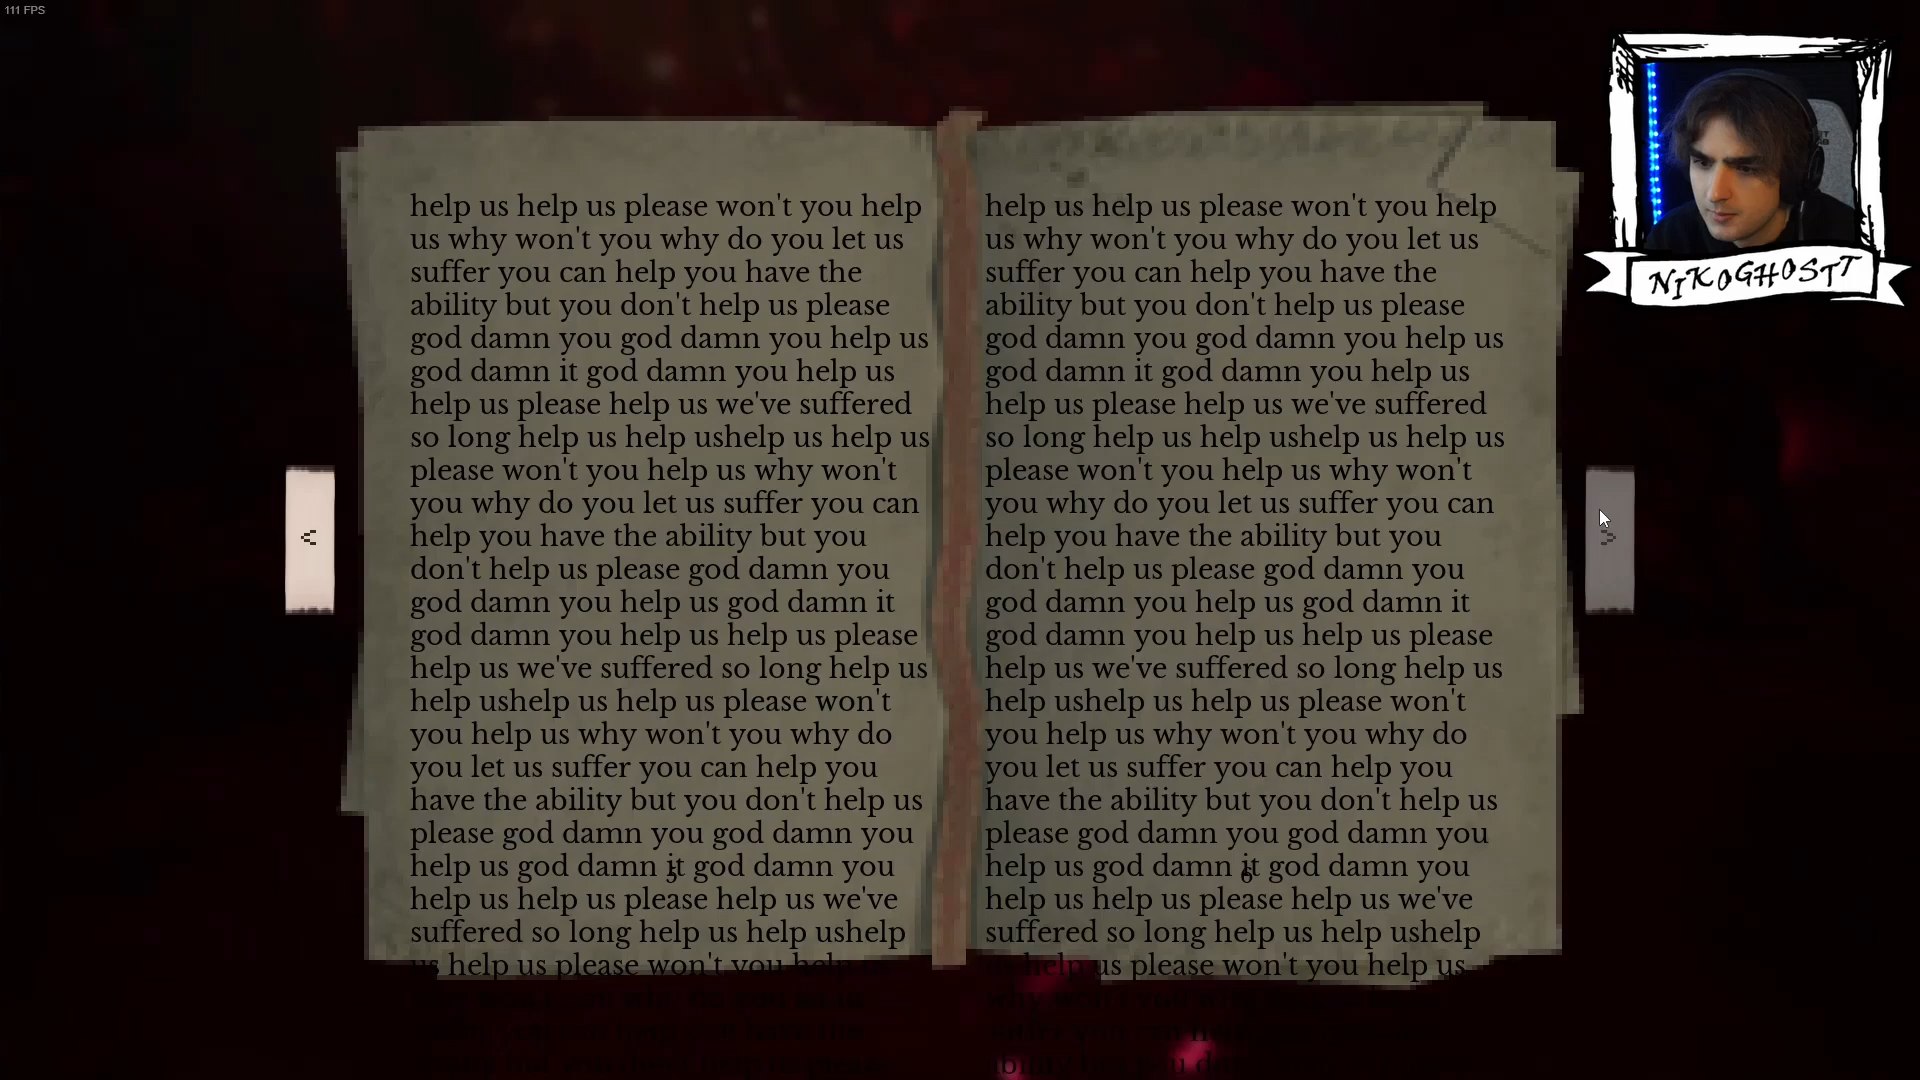 111 FPS
help us help us please won't you help
us why won't you why do you let us
suffer you can help you have the
ability but you don't help us please
god damn you god damn you help us
god damn it god damn you help us
help us please help us we've suffered
so long help us help ushelp us help us
please won't you help us why won't
you why do you let us suffer you can
help you have the ability but you
don't help us please god damn you
god damn you help us god damn it
god damn you help us help us please
help us we've suffered so long help us
help ushelp us help us please won't
you help us why won't you why do
you let us suffer you can help you
have the ability but you don't help us
please god damn you god damn you
help us god damn it god damn you
help us help us please help us we've
suffered so long help us help ushelp
us help us please won't you help
5
help us help us please won't you help
us why won't you why do you let us
suffer you can help you have the
ability but you don't help us please
god damn you god damn you help us
god damn it god damn you help us
help us please help us we've suffered
so long help us help ushelp us help us
please won't you help us why won't
you why do you let us suffer you can
help you have the ability but you
don't help us please god damn you
god damn you help us god damn it
god damn you help us help us please
help us we've suffered so long help us
help ushelp us help us please won't
you help us why won't you why do
you let us suffer you can help you
have the ability but you don't help us
please god damn you god damn you
help us god damn it god damn you
help us help us please help us we've
suffered so long help us help ushelp
us help us please won't you help us
6
<
>
NIKOGHOSTT